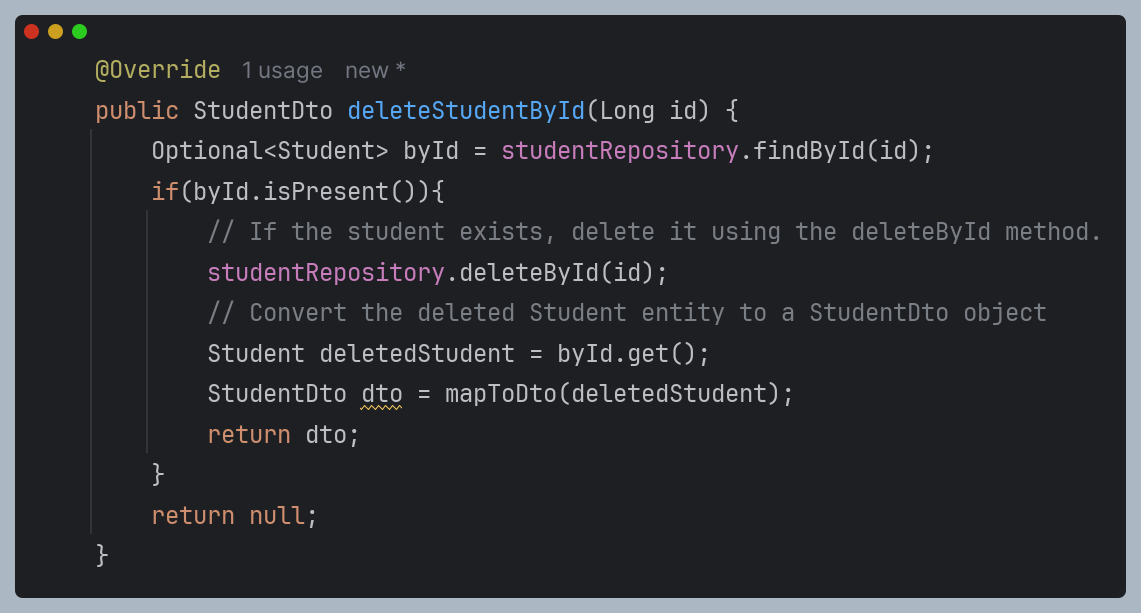 @Override 1 usage new *
public StudentDto deleteStudentById(Long id) {
Optional<Student> byId = studentRepository.findById(id);
if(byId.isPresent()){
// If the student exists, delete it using the deleteById method.
studentRepository.deleteById(id);
// Convert the deleted Student entity to a StudentDto object
Student deletedStudent = byId.get();
StudentDto dto = mapToDto(deletedStudent);
return dto;
}
return null;
}